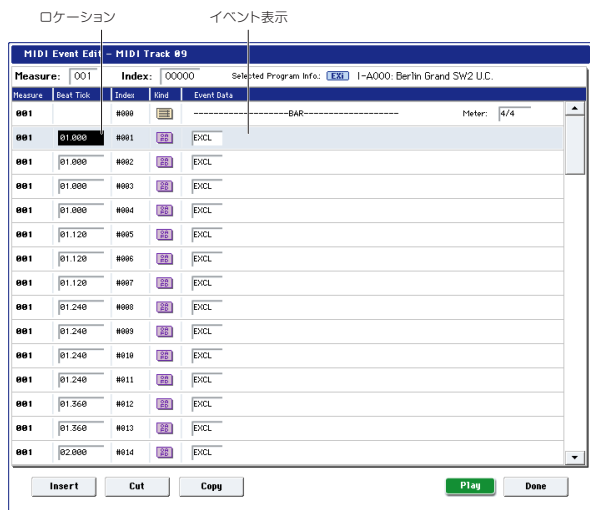 ロケーション イベント表示
MIDI Event Edit - MIDI Track 09
Measure: 001 Index: 00000 Selected Program Info.: EXi I-A000: Berlin Grand SW2 U.C.
Measure Beat Tick Index Kind Event Data
001 #000 --------------------BAR-------------------- Meter: 4/4
001 01.000 #001 EXCL
001 01.000 #002 EXCL
001 01.000 #003 EXCL
001 01.000 #004 EXCL
001 01.120 #005 EXCL
001 01.120 #006 EXCL
001 01.120 #007 EXCL
001 01.240 #008 EXCL
001 01.240 #009 EXCL
001 01.240 #010 EXCL
001 01.240 #011 EXCL
001 01.360 #012 EXCL
001 01.360 #013 EXCL
001 02.000 #014 EXCL
Insert Cut Copy Play Done